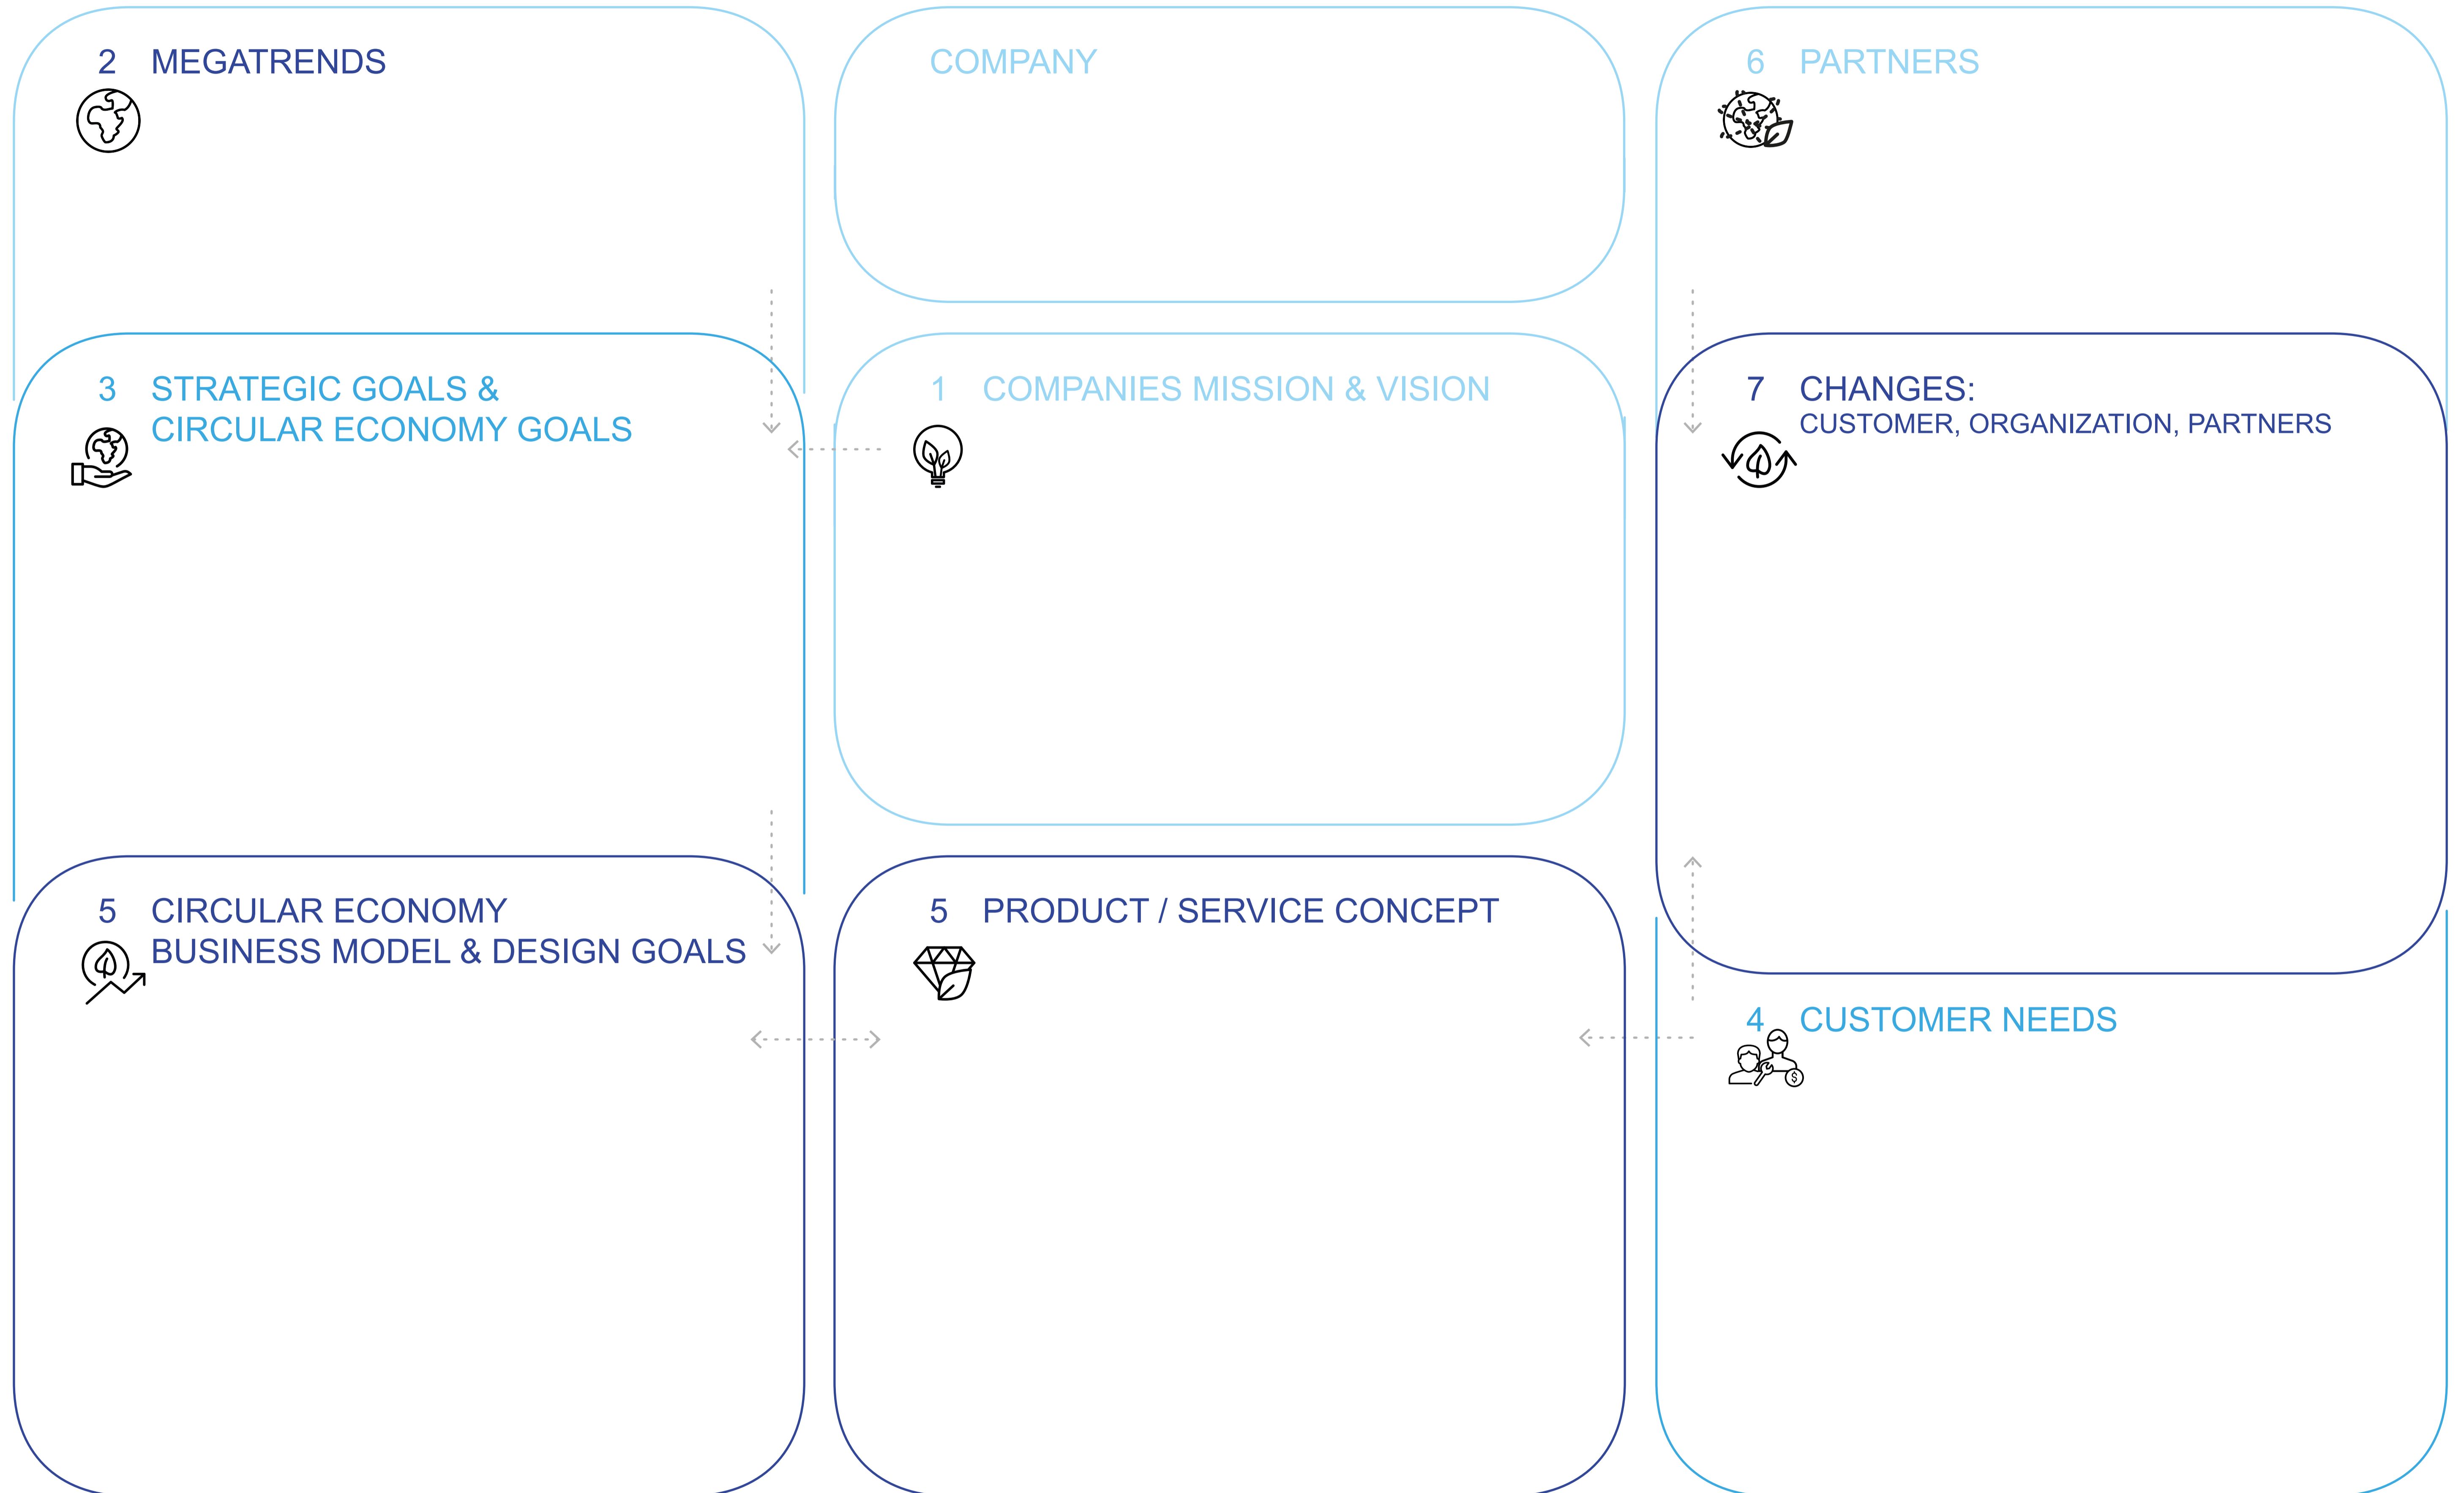 2 MEGATRENDS
COMPANY
6 PARTNERS
3 STRATEGIC GOALS &
CIRCULAR ECONOMY GOALS
1 COMPANIES MISSION & VISION
7 CHANGES:
CUSTOMER, ORGANIZATION, PARTNERS
5 CIRCULAR ECONOMY
BUSINESS MODEL & DESIGN GOALS
5 PRODUCT / SERVICE CONCEPT
4 CUSTOMER NEEDS
$